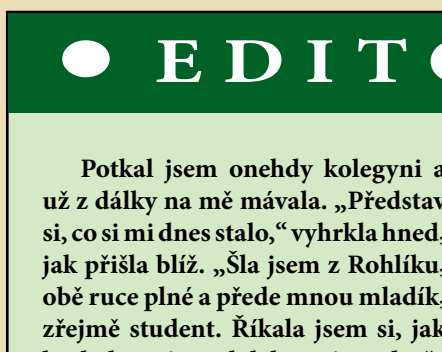 • EDIT
Potkal jsem onehdy kolegyni a
už z dálky na mě mávala. „Představ
si, co si mi dnes stalo,“ vyhrkla hned,
jak přišla blíž. „Šla jsem z Rohlíku,
obě ruce plné a přede mnou mladík,
zřejmě student. Říkala jsem si, jak